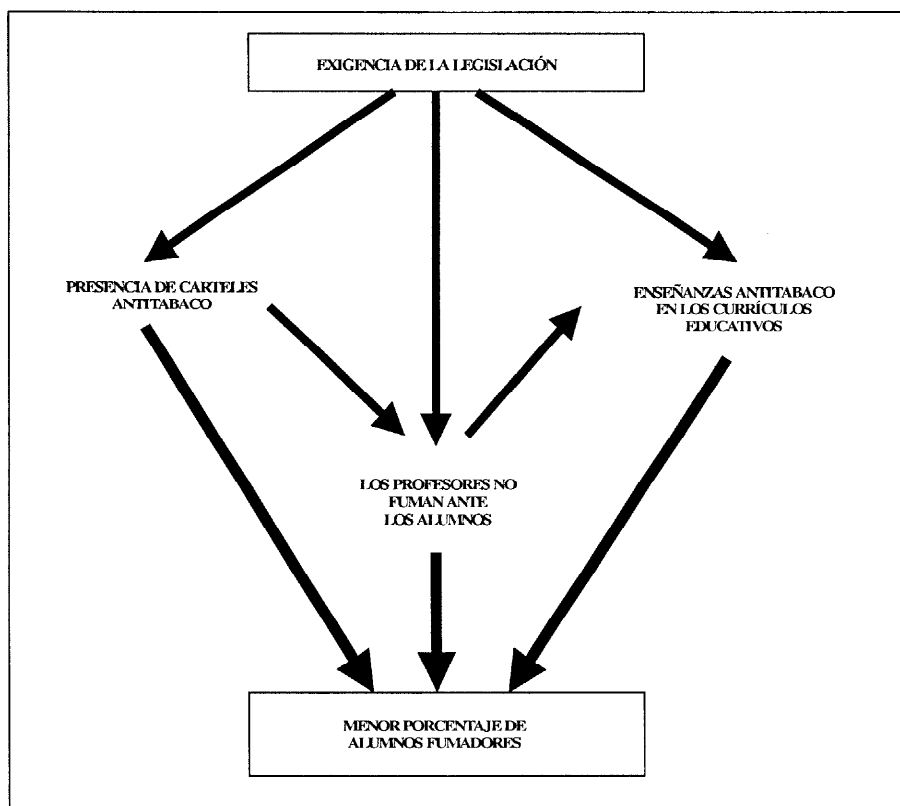 EXIGENCIA DE LA LEGISLACIÓN
PRESENCIA DE CARTELES
ANTITABACO
ENSEÑANZAS ANTITABACO
EN LOS CURRÍCULOS
EDUCATIVOS
LOS PROFESORES NO
FUMAN ANTE
LOS ALUMNOS
MENOR PORCENTAJE DE
ALUMNOS FUMADORES